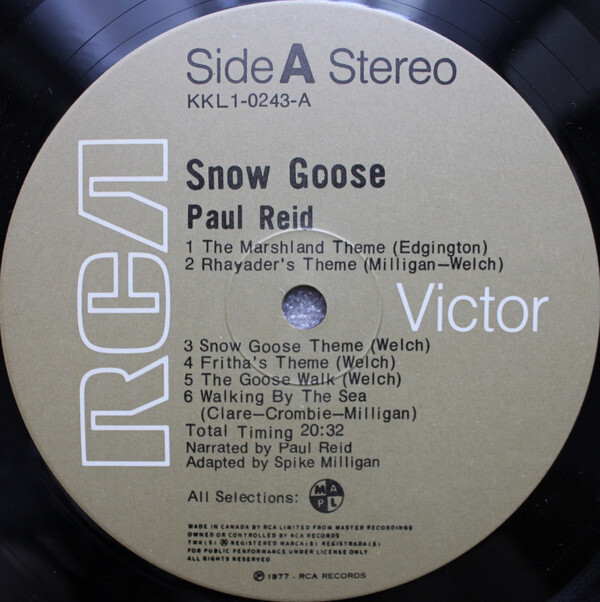 Side A Stereo
KKL1-0243-A
RCA
Snow Goose
Paul Reid
1 The Marshland Theme (Edgington)
2 Rhayader's Theme (Milligan—Welch)
Victor
3 Snow Goose Theme (Welch)
4 Fritha's Theme (Welch)
5 The Goose Walk (Welch)
6 Walking By The Sea
(Clare—Crombie—Milligan)
Total Timing 20:32
Narrated by Paul Reid
Adapted by Spike Milligan
All Selections: M A P L
MADE IN CANADA BY RCA LIMITED FROM MASTER RECORDINGS
OWNED OR CONTROLLED BY RCA RECORDS
TMK(S) ® REGISTERED MARCA(S) REGISTRADA(S)
FOR PUBLIC PERFORMANCE UNDER LICENSE ONLY
ALL RIGHTS RESERVED
℗ 1977 - RCA RECORDS